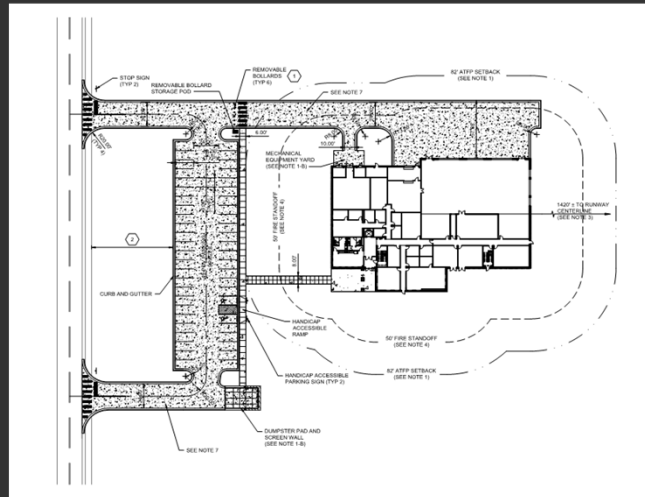 STOP SIGN
(TYP 2)
REMOVABLE BOLLARD
STORAGE POD
REMOVABLE
BOLLARDS
(TYP 6)
1
SEE NOTE 7
82' ATFP SETBACK
(SEE NOTE 1)
6.00'
10.00'
MECHANICAL
EQUIPMENT YARD
(SEE NOTE 1-B)
50' FIRE STANDOFF
(SEE NOTE 4)
1420' ± TO RUNWAY
CENTERLINE
(SEE NOTE 3)
2
CURB AND GUTTER
HANDICAP
ACCESSIBLE
RAMP
50' FIRE STANDOFF
(SEE NOTE 4)
HANDICAP ACCESSIBLE
PARKING SIGN (TYP 2)
82' ATFP SETBACK
(SEE NOTE 1)
DUMPSTER PAD AND
SCREEN WALL
(SEE NOTE 1-B)
SEE NOTE 7